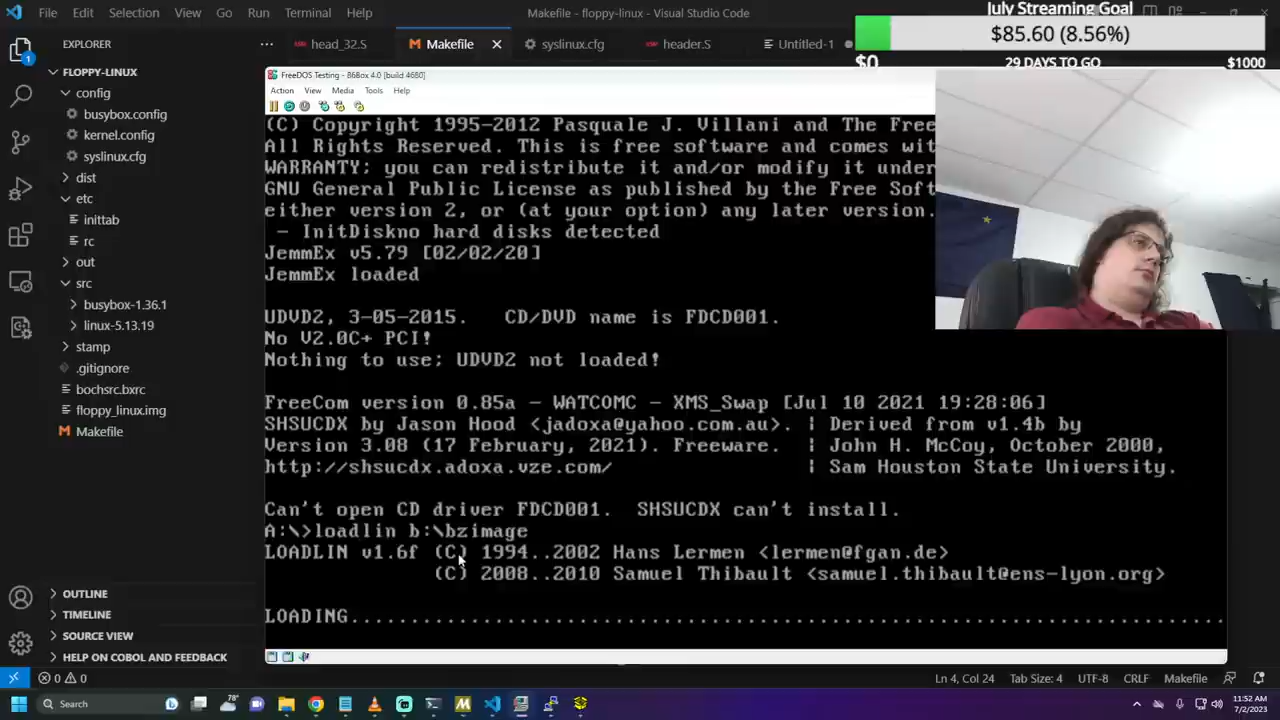 File Edit Selection View Go Run Terminal Help
Makefile - floppy-linux - Visual Studio Code
July Streaming Goal
$85.60 (8.56%)
$0 29 DAYS TO GO $1000
EXPLORER
head_32.S
Makefile
syslinux.cfg
header.S
Untitled-1
FLOPPY-LINUX
config
busybox.config
kernel.config
syslinux.cfg
dist
etc
inittab
rc
out
src
busybox-1.36.1
linux-5.13.19
stamp
.gitignore
bochsrc.bxrc
floppy_linux.img
Makefile
OUTLINE
TIMELINE
SOURCE VIEW
HELP ON COBOL AND FALLBACK
FreeDOS Testing - 86Box 4.0 [build 4680]
Action View Media Tools Help
(C) Copyright 1995-2012 Pasquale J. Villani and The Free
All Rights Reserved. This is free software and comes wit
WARRANTY; you can redistribute it and/or modify it under
GNU General Public License as published by the Free Soft
either version 2, or (at your option) any later version.
- InitDiskno hard disks detected
JemmEx v5.79 [02/02/20]
JemmEx loaded
UDVD2, 3-05-2015. CD/DVD name is FDCD001.
No V2.0C+ PCI!
Nothing to use; UDVD2 not loaded!
FreeCom version 0.85a - WATCOMC - XMS_Swap [Jul 10 2021 19:28:06]
SHSUCDX by Jason Hood <jadoxa@yahoo.com.au>. | Derived from v1.4b by
Version 3.08 (17 February, 2021). Freeware. | John H. McCoy, October 2000,
http://shsucdx.adoxa.vze.com/ | Sam Houston State University.
Can't open CD driver FDCD001. SHSUCDX can't install.
A:\>loadlin b:\bzimage
LOADLIN v1.6f (C) 1994..2002 Hans Lermen <lermen@fgan.de>
(C) 2008..2010 Samuel Thibault <samuel.thibault@ens-lyon.org>
LOADING..............................................................
0 0
Ln 4, Col 24 Tab Size: 4 UTF-8 CRLF Makefile
Search
78°
11:52 AM
7/2/2023